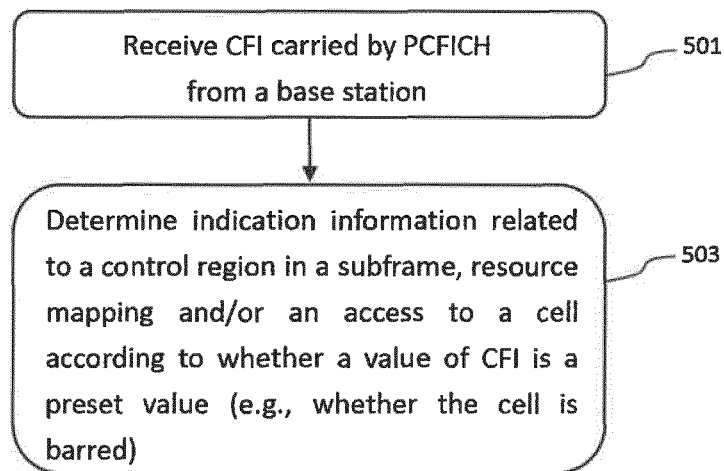 Receive CFI carried by PCFICH
from a base station
501
Determine indication information related
to a control region in a subframe, resource
mapping and/or an access to a cell
according to whether a value of CFI is a
preset value (e.g., whether the cell is
barred)
503